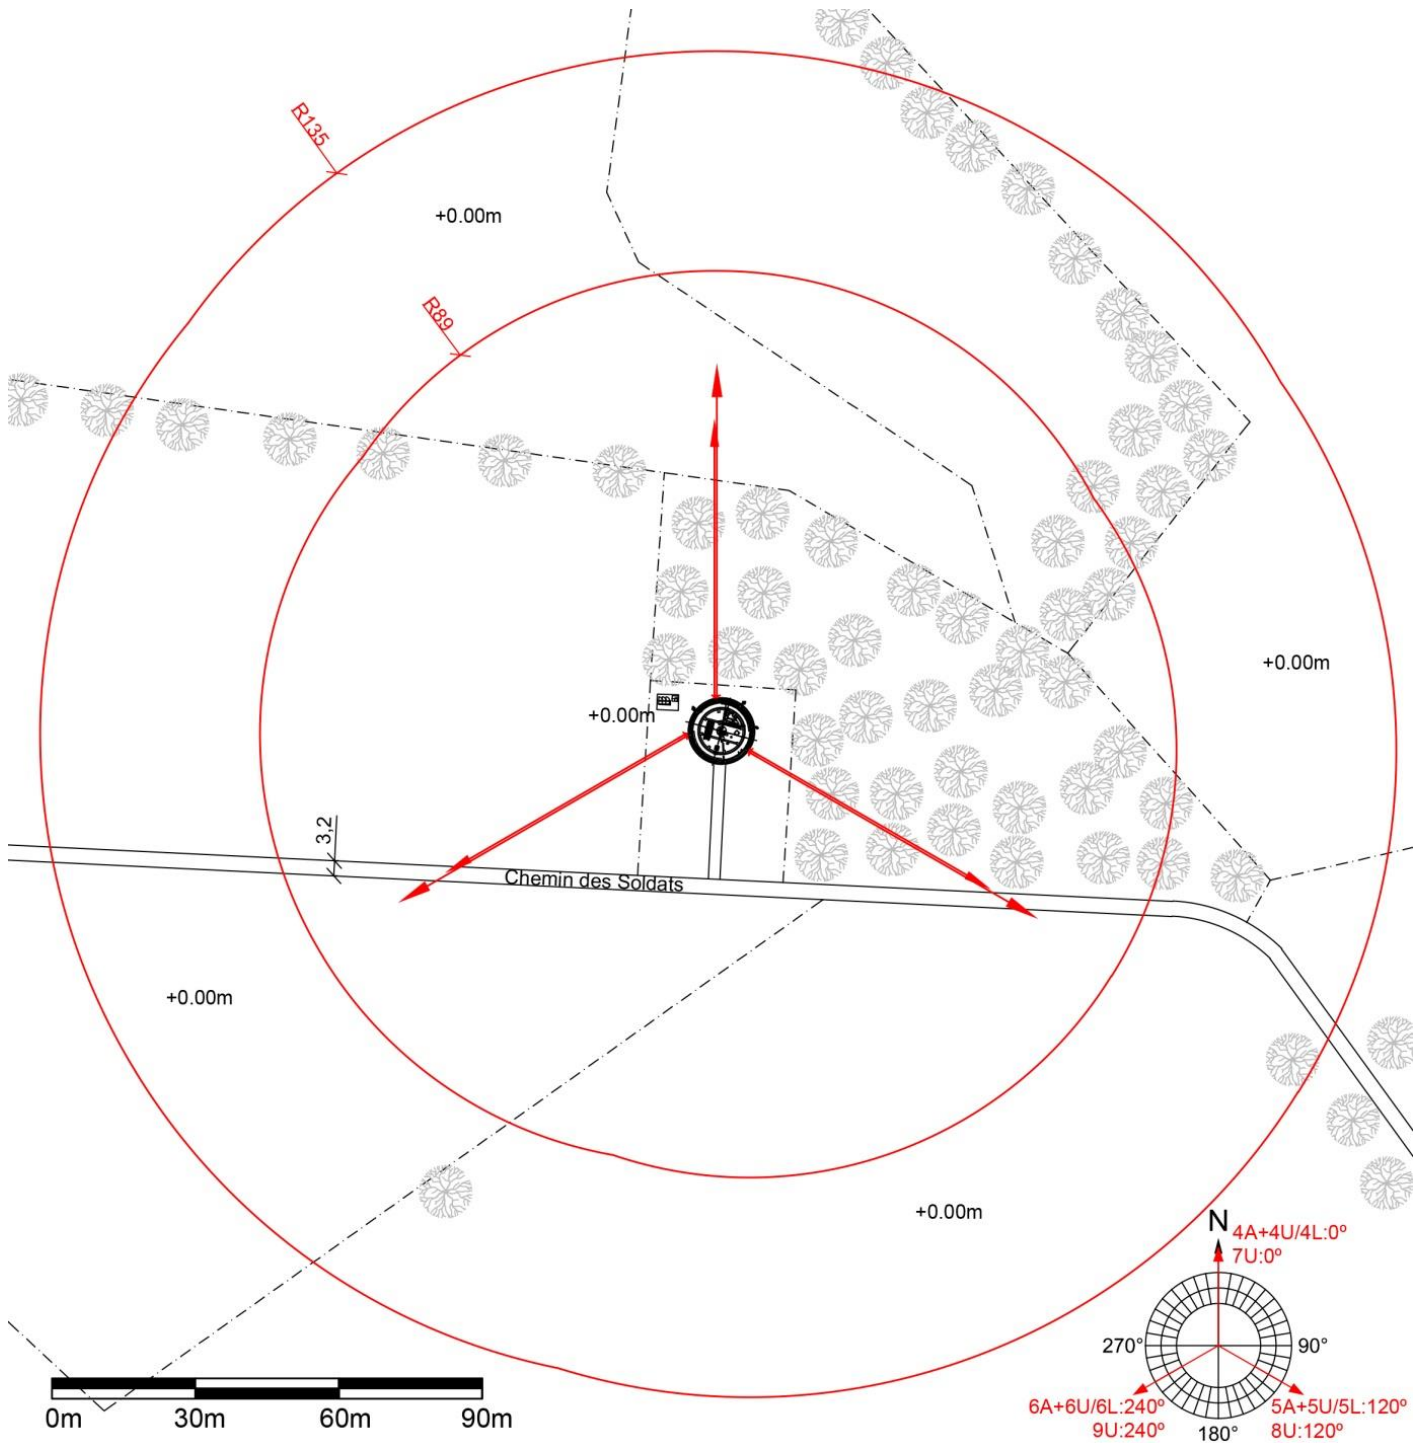 R135
+0.00m
R89
+0.00m
+0.00m
3,2
Chemin des Soldats
+0.00m
+0.00m
N
4A+4U/4L:0º
7U:0º
270°
90°
6A+6U/6L:240º
5A+5U/5L:120º
9U:240º
180°
8U:120º
0m
30m
60m
90m